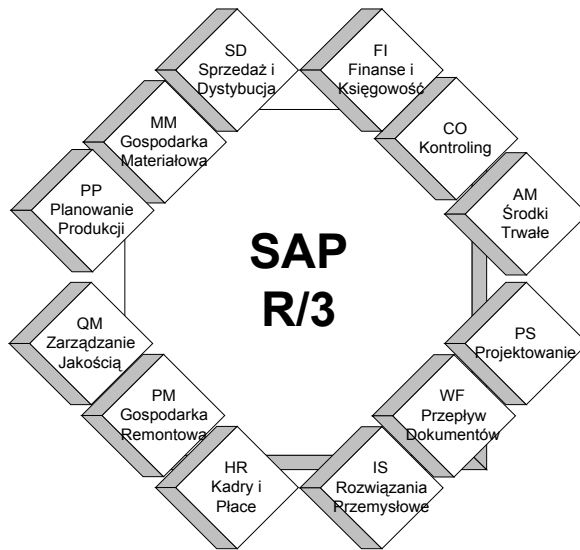 SD
Sprzedaż i
Dystybucja
FI
Finanse i
Księgowość
MM
Gospodarka
Materiałowa
CO
Kontroling
PP
Planowanie
Produkcji
AM
Środki
Trwałe
SAP
R/3
QM
Zarządzanie
Jakością
PS
Projektowanie
PM
Gospodarka
Remontowa
WF
Przepływ
Dokumentów
HR
Kadry i
Płace
IS
Rozwiązania
Przemysłowe